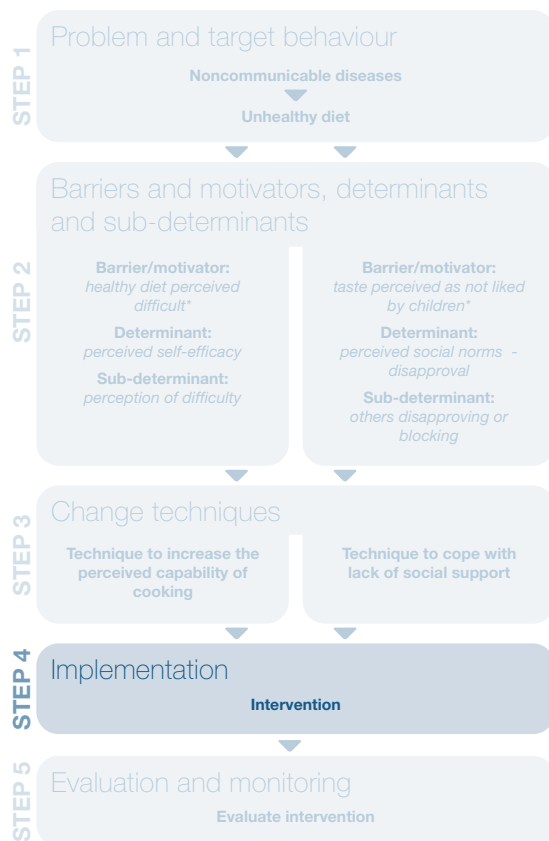 STEP 1
Problem and target behaviour
Noncommunicable diseases
Unhealthy diet
STEP 2
Barriers and motivators, determinants
and sub-determinants
Barrier/motivator:
healthy diet perceived
difficult*
Determinant:
perceived self-efficacy
Sub-determinant:
perception of difficulty
Barrier/motivator:
taste perceived as not liked
by children*
Determinant:
perceived social norms -
disapproval
Sub-determinant:
others disapproving or
blocking
STEP 3
Change techniques
Technique to increase the
perceived capability of
cooking
Technique to cope with
lack of social support
STEP 4
Implementation
Intervention
STEP 5
Evaluation and monitoring
Evaluate intervention